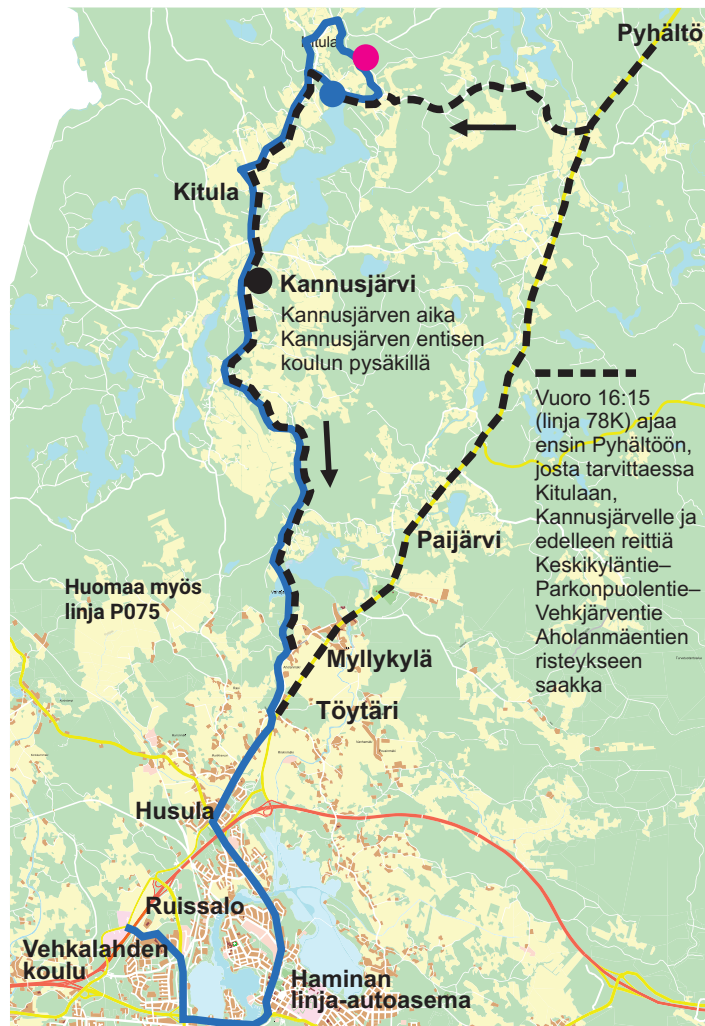 Pyhältö
Kitula
Kitula
Kannusjärvi
Kannusjärven aika
Kannusjärven entisen
koulun pysäkillä
Vuoro 16:15
(linja 78K) ajaa
ensin Pyhältöön,
josta tarvittaessa
Kitulaan,
Kannusjärvelle ja
edelleen reittiä
Keskikyläntie–
Parkonpuolentie–
Vehkjärventie
Aholanmäentien
risteykseen
saakka
Paijärvi
Huomaa myös
linja P075
Myllykylä
Töytäri
Husula
Ruissalo
Vehkalahden
koulu
Haminan
linja-autoasema